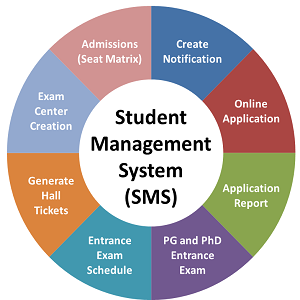 Student
Management
System
(SMS)
Create
Notification
Online
Application
Application
Report
PG and PhD
Entrance
Exam
Entrance
Exam
Schedule
Generate
Hall
Tickets
Exam
Center
Creation
Admissions
(Seat Matrix)